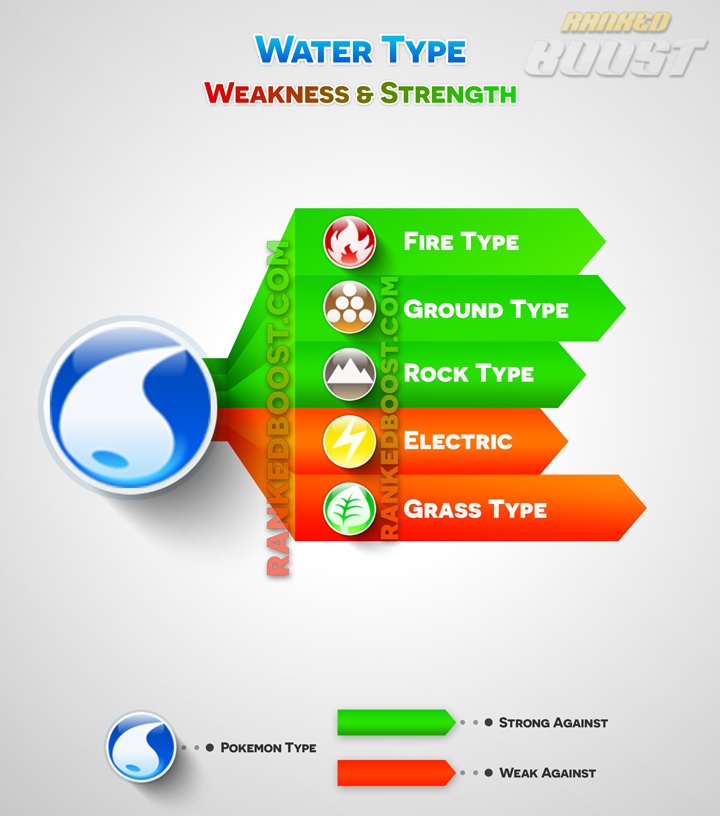 RANKED
BOOST
WATER TYPE
WEAKNESS & STRENGTH
FIRE TYPE
GROUND TYPE
ROCK TYPE
ELECTRIC
GRASS TYPE
RANKEDBOOST.COM
RANKEDBOOST.COM
POKEMON TYPE
STRONG AGAINST
WEAK AGAINST